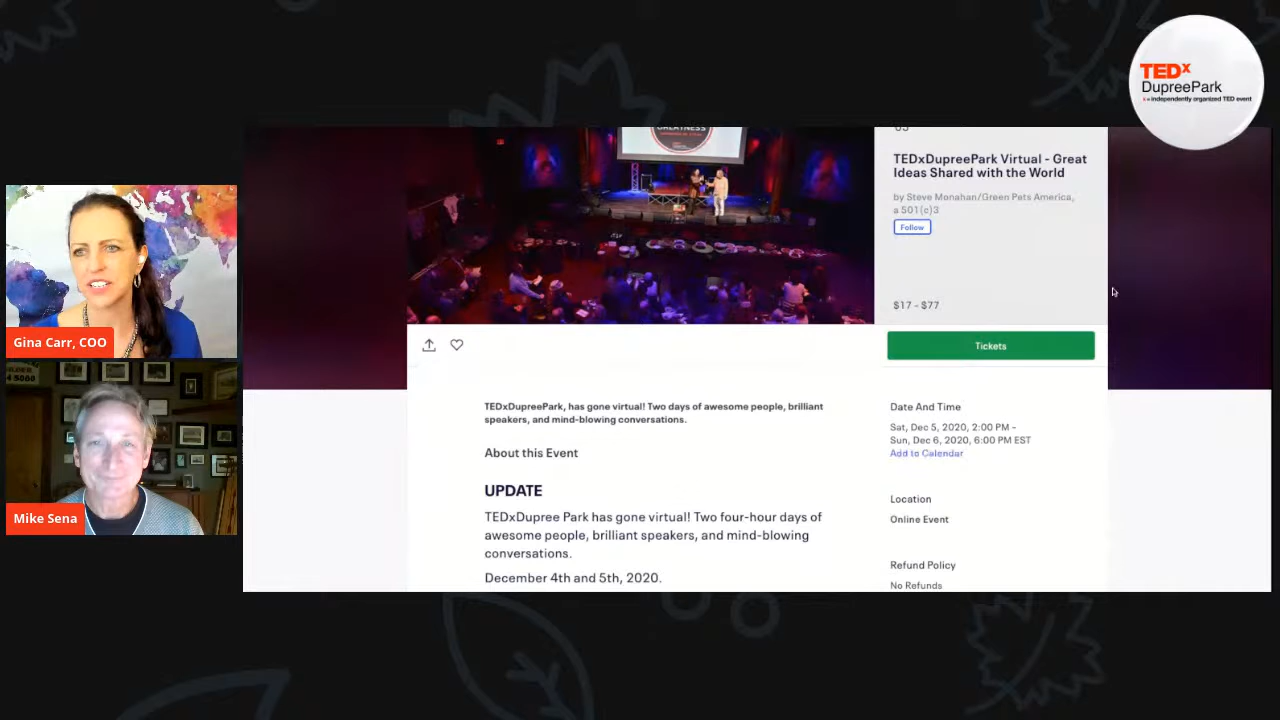 TEDx
DupreePark
x = independently organized TED event
GREATNESS
TEDxDupreePark Virtual - Great
Ideas Shared with the World
by Steve Monahan/Green Pets America,
a 501(c)3
Follow
$17 - $77
Tickets
Gina Carr, COO
Mike Sena
TEDxDupreePark, has gone virtual! Two days of awesome people, brilliant
speakers, and mind-blowing conversations.
About this Event
UPDATE
TEDxDupree Park has gone virtual! Two four-hour days of
awesome people, brilliant speakers, and mind-blowing
conversations.
December 4th and 5th, 2020.
Date And Time
Sat, Dec 5, 2020, 2:00 PM –
Sun, Dec 6, 2020, 6:00 PM EST
Add to Calendar
Location
Online Event
Refund Policy
No Refunds